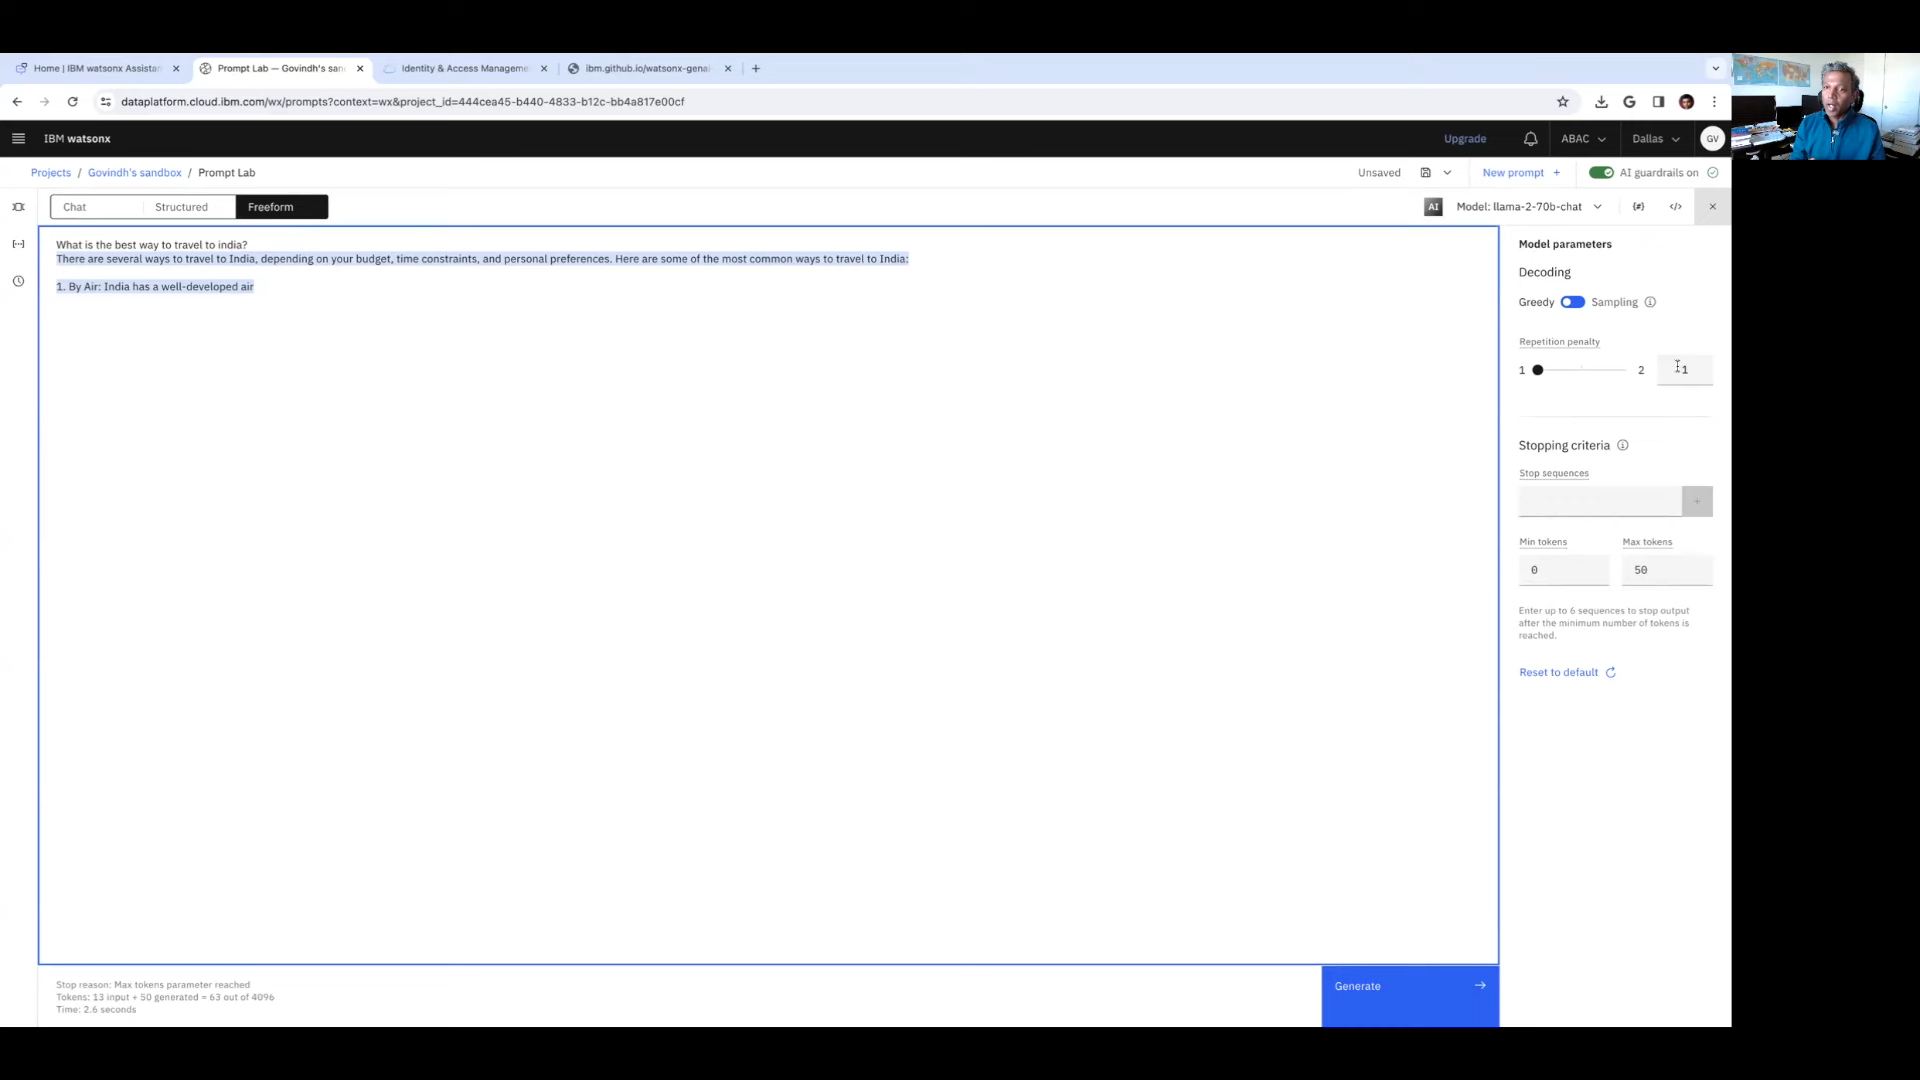 Home | IBM watsonx Assistan
Prompt Lab — Govindh's san
Identity & Access Manageme
ibm.github.io/watsonx-genai
dataplatform.cloud.ibm.com/wx/prompts?context=wx&project_id=444cea45-b440-4833-b12c-bb4a817e00cf
IBM watsonx
Upgrade
ABAC
Dallas
GV
Projects / Govindh's sandbox / Prompt Lab
Unsaved
New prompt +
AI guardrails on
Chat
Structured
Freeform
AI
Model: llama-2-70b-chat
What is the best way to travel to india?
There are several ways to travel to India, depending on your budget, time constraints, and personal preferences. Here are some of the most common ways to travel to India:
1. By Air: India has a well-developed air
Model parameters
Decoding
Greedy
Sampling
Repetition penalty
1
2
1
Stopping criteria
Stop sequences
+
Min tokens
Max tokens
0
50
Enter up to 6 sequences to stop output
after the minimum number of tokens is
reached.
Reset to default
Stop reason: Max tokens parameter reached
Tokens: 13 input + 50 generated = 63 out of 4096
Time: 2.6 seconds
Generate